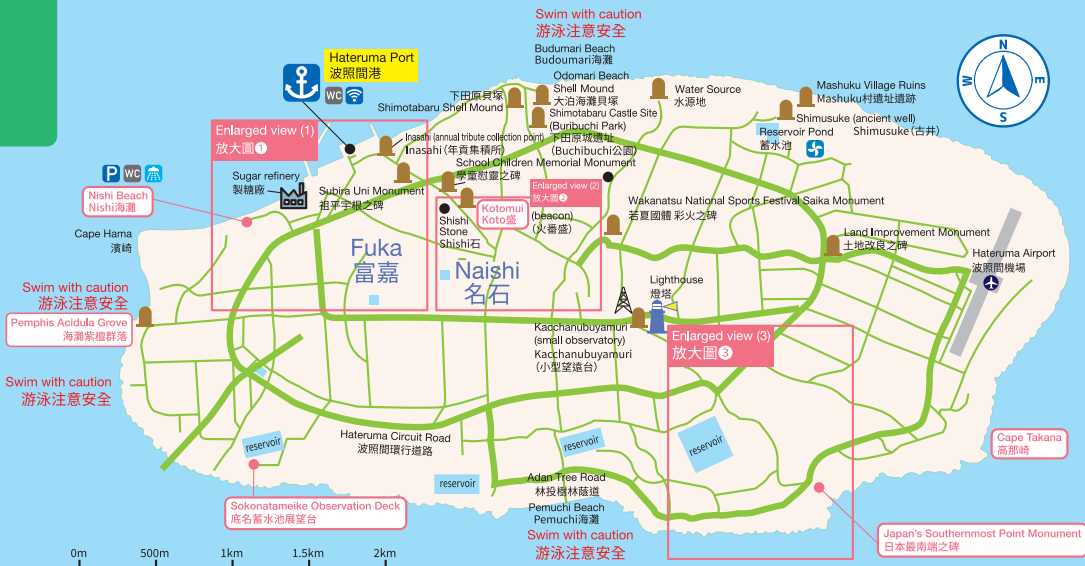 Swim with caution
游泳注意安全
Budumari Beach
Budoumari海灘
Hateruma Port
波照間港
WC
下田原貝塚
Shimotabaru Shell Mound
Odomari Beach
Shell Mound
大泊海灘貝塚
Shimotabaru Castle Site
(Buribuchi Park)
下田原城遺址
(Buchibuchi公園)
Water Source
水源地
Mashuku Village Ruins
Mashuku村遺址遺跡
Shimusuke (ancient well)
Shimusuke (古井)
Reservoir Pond
蓄水池
N
E
S
W
Enlarged view (1)
放大圖❶
Inasahi (annual tribute collection point)
Inasahi (年貢集積所)
School Children Memorial Monument
學童慰靈之碑
Sugar refinery
製糖廠
Subira Uni Monument
祖平宇根之碑
Enlarged view (2)
放大圖❷
Kotomui
Koto盛
(beacon)
(火番盛)
Shishi
Stone
Shishi石
Wakanatsu National Sports Festival Saika Monument
若夏國體 彩火之碑
P
WC
Nishi Beach
Nishi海灘
Cape Hama
濱崎
Fuka
富嘉
Naishi
名石
Land Improvement Monument
土地改良之碑
Hateruma Airport
波照間機場
Swim with caution
游泳注意安全
Pemphis Acidula Grove
海灘紫檀群落
Lighthouse
燈塔
Kacchanubuyamuri
(small observatory)
Kacchanubuyamuri
(小型望遠台)
Enlarged view (3)
放大圖❸
Swim with caution
游泳注意安全
Hateruma Circuit Road
波照間環行道路
reservoir
reservoir
reservoir
reservoir
Adan Tree Road
林投樹林蔭道
Pemuchi Beach
Pemuchi海灘
Swim with caution
游泳注意安全
Cape Takana
高那崎
Sokonatameike Observation Deck
底名蓄水池展望台
Japan's Southernmost Point Monument
日本最南端之碑
0m
500m
1km
1.5km
2km